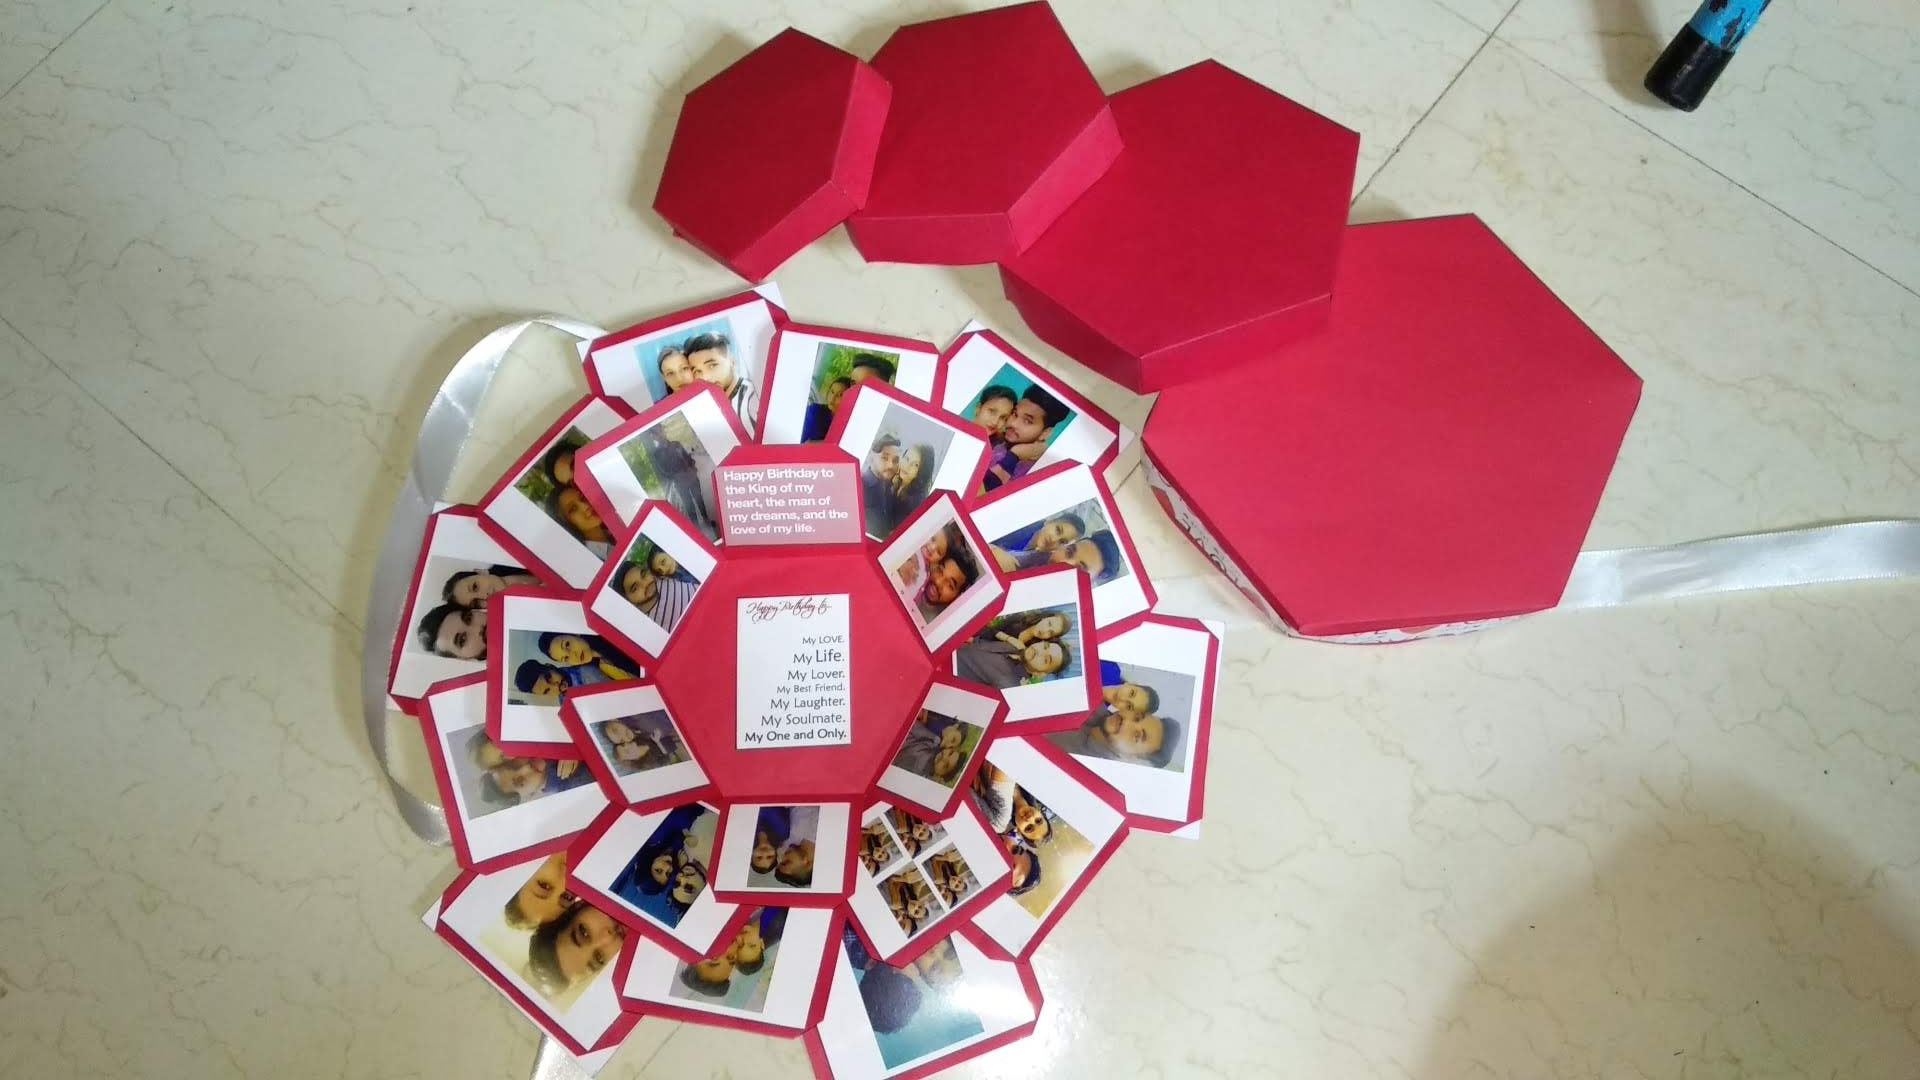 Happy Birthday to
the King of my
heart, the man of
my dreams, and the
love of my life.
Happy Birthday to...
My LOVE.
My Life.
My Lover.
My Best Friend.
My Laughter.
My Soulmate.
My One and Only.